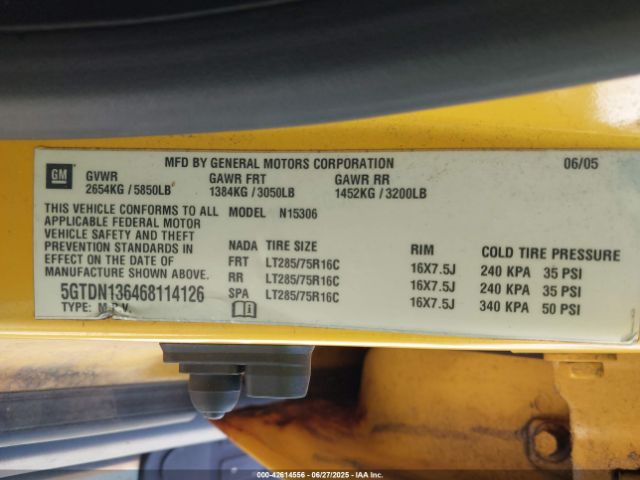 MFD BY GENERAL MOTORS CORPORATION 06/05
GM GVWR GAWR FRT GAWR RR
2654KG / 5850LB 1384KG / 3050LB 1452KG / 3200LB
THIS VEHICLE CONFORMS TO ALL MODEL N15306
APPLICABLE FEDERAL MOTOR
VEHICLE SAFETY AND THEFT
PREVENTION STANDARDS IN
EFFECT ON THE DATE OF
MANUFACTURE SHOWN ABOVE.
5GTDN136468114126
TYPE: M.P.V.
NADA TIRE SIZE RIM COLD TIRE PRESSURE
FRT LT285/75R16C 16X7.5J 240 KPA 35 PSI
RR LT285/75R16C 16X7.5J 240 KPA 35 PSI
SPA LT285/75R16C 16X7.5J 340 KPA 50 PSI
000-42614556 - 06/27/2025 - IAAI.COM